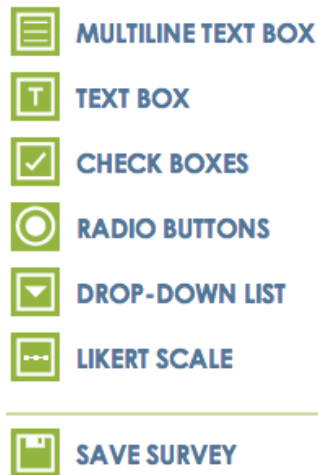 MULTILINE TEXT BOX
T
TEXT BOX
CHECK BOXES
RADIO BUTTONS
DROP-DOWN LIST
LIKERT SCALE
SAVE SURVEY